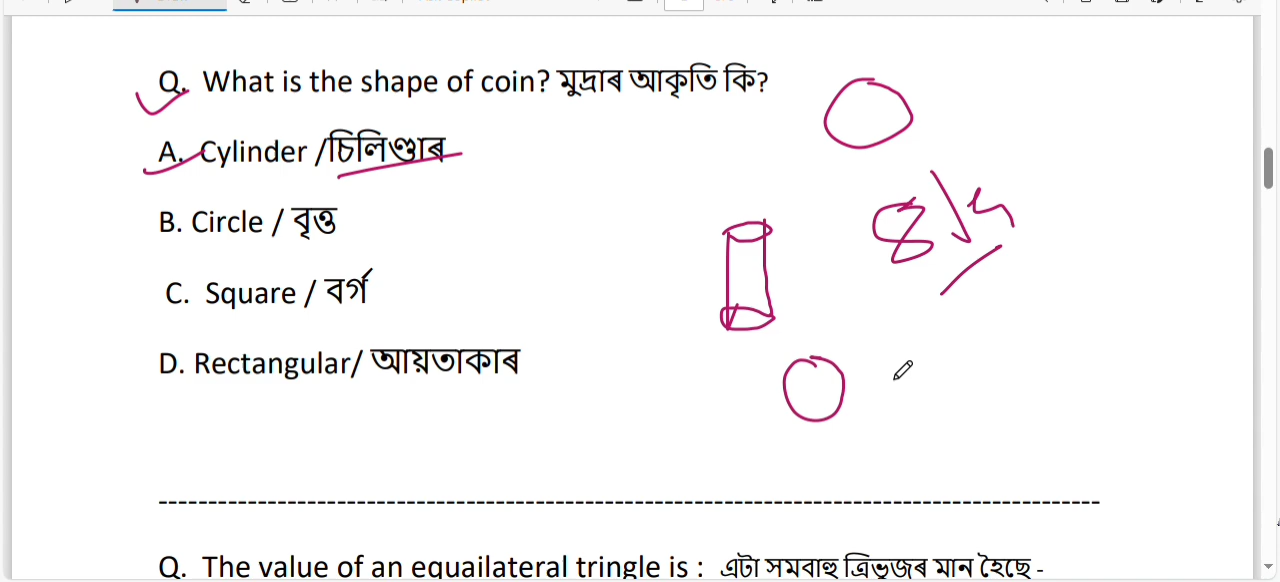 Q. What is the shape of coin? মুদ্ৰাৰ আকৃতি কি?
A. Cylinder /চিলিণ্ডাৰ
B. Circle / বৃত্ত
C. Square / বৰ্গ
D. Rectangular/ আয়তাকাৰ
Q. The value of an equailateral tringle is : এটা সমবাহু ত্ৰিভূজৰ মান হৈছে -